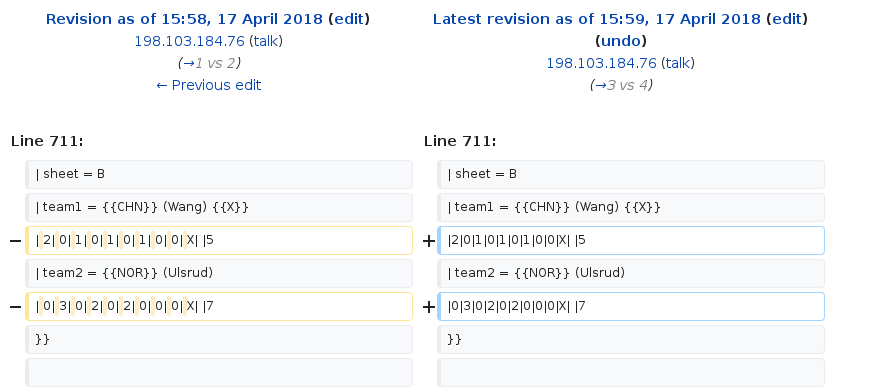 Revision as of 15:58, 17 April 2018 (edit)
198.103.184.76 (talk)
(→1 vs 2)
← Previous edit
Latest revision as of 15:59, 17 April 2018 (edit)
(undo)
198.103.184.76 (talk)
(→3 vs 4)
Line 711:
Line 711:
| sheet = B
| sheet = B
| team1 = {{CHN}} (Wang) {{X}}
| team1 = {{CHN}} (Wang) {{X}}
− | 2| 0| 1| 0| 1| 0| 1| 0| 0| X| |5
+ |2|0|1|0|1|0|1|0|0|X| |5
| team2 = {{NOR}} (Ulsrud)
| team2 = {{NOR}} (Ulsrud)
− | 0| 3| 0| 2| 0| 2| 0| 0| 0| X| |7
+ |0|3|0|2|0|2|0|0|0|X| |7
}}
}}